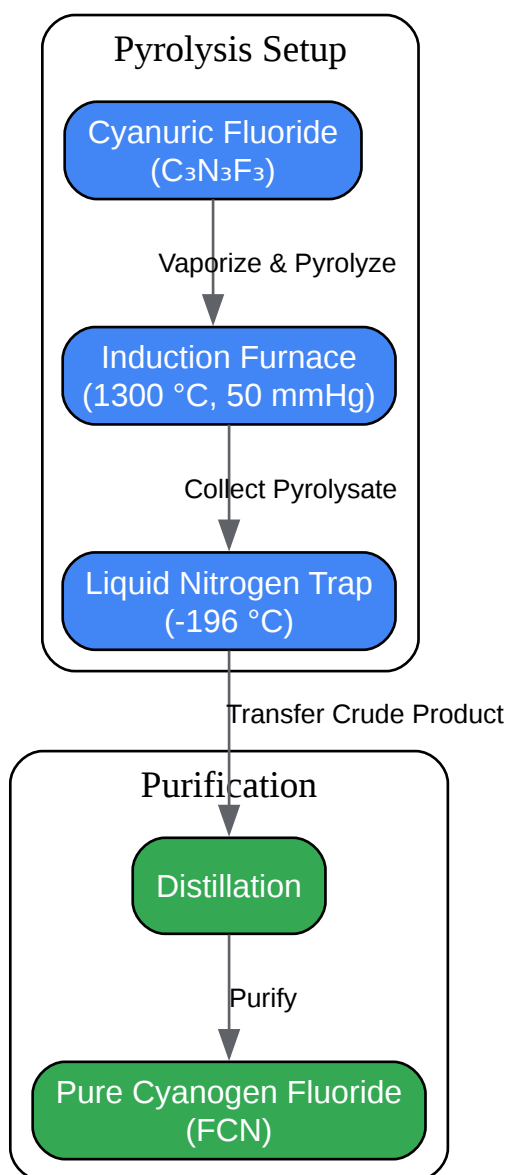 Pyrolysis Setup
Cyanuric Fluoride
(C₃N₃F₃)
Vaporize & Pyrolyze
Induction Furnace
(1300 °C, 50 mmHg)
Collect Pyrolysate
Liquid Nitrogen Trap
(-196 °C)
Transfer Crude Product
Purification
Distillation
Purify
Pure Cyanogen Fluoride
(FCN)